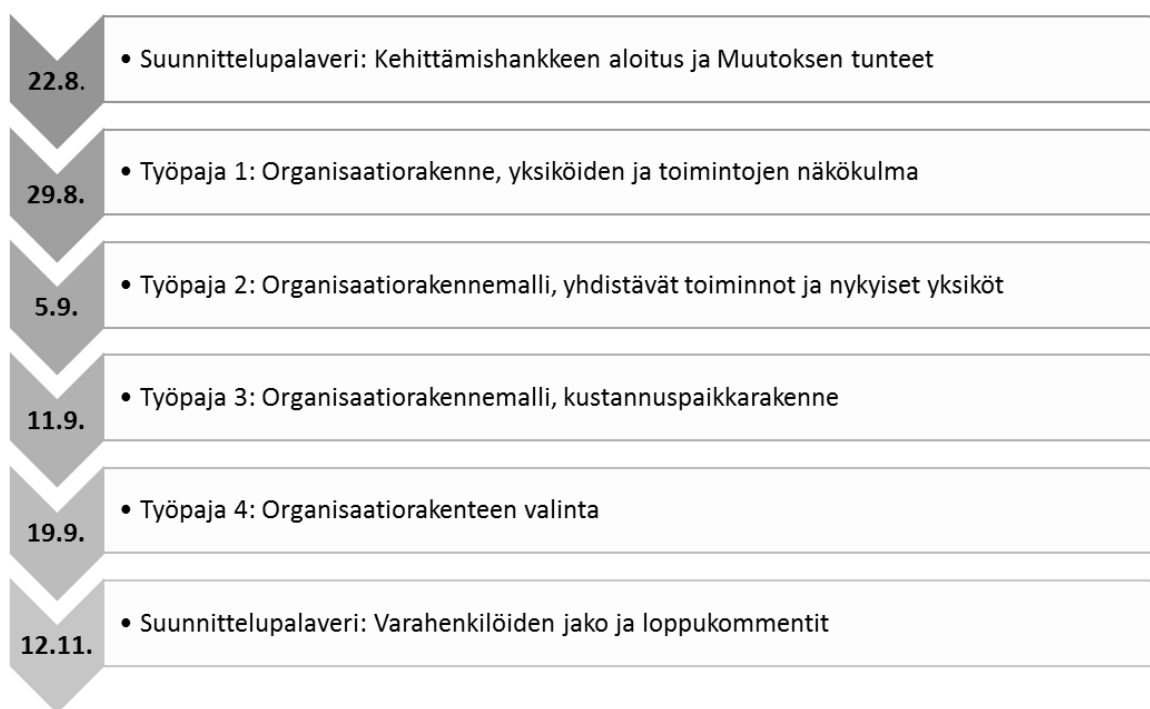 22.8.
• Suunnittelupalaveri: Kehittämishankkeen aloitus ja Muutoksen tunteet
29.8.
• Työpaja 1: Organisaatiorakenne, yksiköiden ja toimintojen näkökulma
5.9.
• Työpaja 2: Organisaatiorakennemalli, yhdistävät toiminnot ja nykyiset yksiköt
11.9.
• Työpaja 3: Organisaatiorakennemalli, kustannuspaikkarakenne
19.9.
• Työpaja 4: Organisaatiorakenteen valinta
12.11.
• Suunnittelupalaveri: Varahenkilöiden jako ja loppukommentit